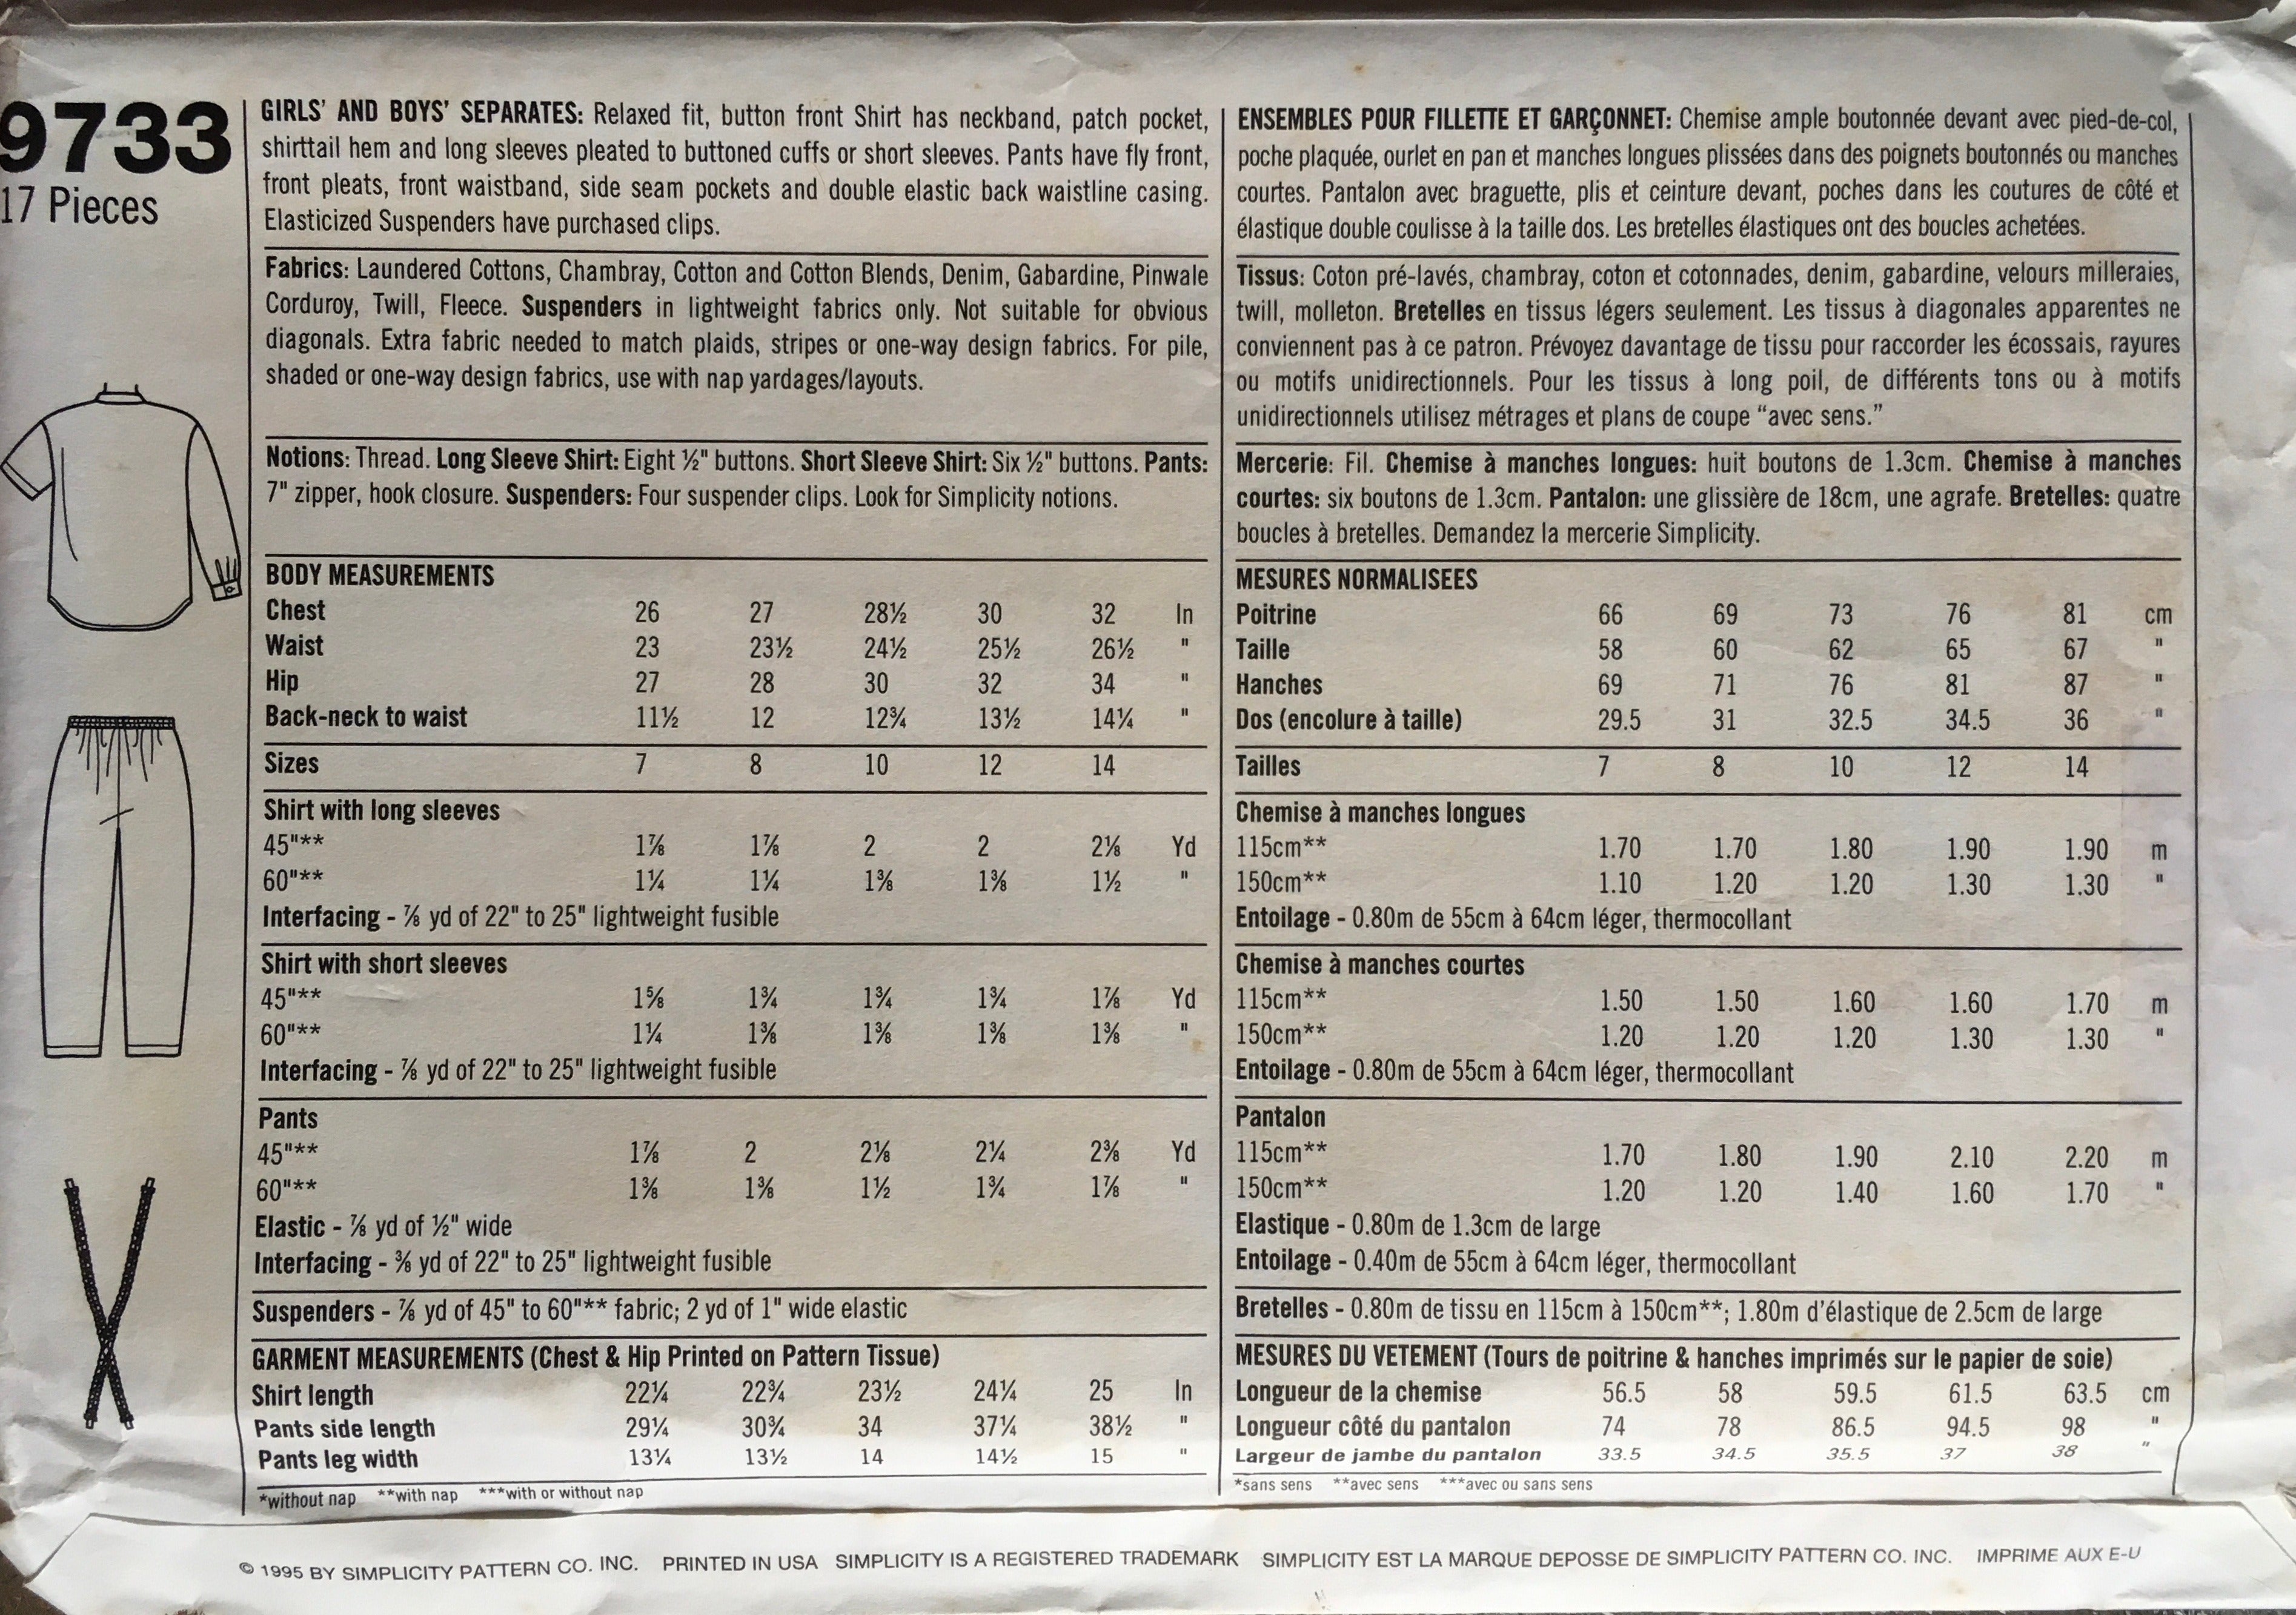 9733
17 Pieces
GIRLS' AND BOYS' SEPARATES: Relaxed fit, button front Shirt has neckband, patch pocket,
shirttail hem and long sleeves pleated to buttoned cuffs or short sleeves. Pants have fly front,
front pleats, front waistband, side seam pockets and double elastic back waistline casing.
Elasticized Suspenders have purchased clips.
Fabrics: Laundered Cottons, Chambray, Cotton and Cotton Blends, Denim, Gabardine, Pinwale
Corduroy, Twill, Fleece. Suspenders in lightweight fabrics only. Not suitable for obvious
diagonals. Extra fabric needed to match plaids, stripes or one-way design fabrics. For pile,
shaded or one-way design fabrics, use with nap yardages/layouts.
Notions: Thread. Long Sleeve Shirt: Eight ½" buttons. Short Sleeve Shirt: Six ½" buttons. Pants:
7" zipper, hook closure. Suspenders: Four suspender clips. Look for Simplicity notions.
BODY MEASUREMENTS
Chest 26 27 28½ 30 32 In
Waist 23 23½ 24½ 25½ 26½ "
Hip 27 28 30 32 34 "
Back-neck to waist 11½ 12 12¾ 13½ 14¼ "
Sizes 7 8 10 12 14
Shirt with long sleeves
45"** 1⅞ 1⅞ 2 2 2⅛ Yd
60"** 1¼ 1¼ 1⅜ 1⅜ 1½ "
Interfacing - ⅞ yd of 22" to 25" lightweight fusible
Shirt with short sleeves
45"** 1⅝ 1¾ 1¾ 1¾ 1⅞ Yd
60"** 1¼ 1⅜ 1⅜ 1⅜ 1⅜ "
Interfacing - ⅞ yd of 22" to 25" lightweight fusible
Pants
45"** 1⅞ 2 2⅛ 2¼ 2⅜ Yd
60"** 1⅜ 1⅜ 1½ 1¾ 1⅞ "
Elastic - ⅞ yd of ½" wide
Interfacing - ⅜ yd of 22" to 25" lightweight fusible
Suspenders - ⅞ yd of 45" to 60"** fabric; 2 yd of 1" wide elastic
GARMENT MEASUREMENTS (Chest & Hip Printed on Pattern Tissue)
Shirt length 22¼ 22¾ 23½ 24¼ 25 In
Pants side length 29¼ 30¾ 34 37¼ 38½ "
Pants leg width 13¼ 13½ 14 14½ 15 "
*without nap **with nap ***with or without nap
ENSEMBLES POUR FILLETTE ET GARÇONNET: Chemise ample boutonnée devant avec pied-de-col,
poche plaquée, ourlet en pan et manches longues plissées dans des poignets boutonnés ou manches
courtes. Pantalon avec braguette, plis et ceinture devant, poches dans les coutures de côté et
élastique double coulisse à la taille dos. Les bretelles élastiques ont des boucles achetées.
Tissus: Coton pré-lavés, chambray, coton et cotonnades, denim, gabardine, velours milleraies,
twill, molleton. Bretelles en tissus légers seulement. Les tissus à diagonales apparentes ne
conviennent pas à ce patron. Prévoyez davantage de tissu pour raccorder les écossais, rayures
ou motifs unidirectionnels. Pour les tissus à long poil, de différents tons ou à motifs
unidirectionnels utilisez métrages et plans de coupe “avec sens.”
Mercerie: Fil. Chemise à manches longues: huit boutons de 1.3cm. Chemise à manches
courtes: six boutons de 1.3cm. Pantalon: une glissière de 18cm, une agrafe. Bretelles: quatre
boucles à bretelles. Demandez la mercerie Simplicity.
MESURES NORMALISEES
Poitrine 66 69 73 76 81 cm
Taille 58 60 62 65 67 "
Hanches 69 71 76 81 87 "
Dos (encolure à taille) 29.5 31 32.5 34.5 36 "
Tailles 7 8 10 12 14
Chemise à manches longues
115cm** 1.70 1.70 1.80 1.90 1.90 m
150cm** 1.10 1.20 1.20 1.30 1.30 "
Entoilage - 0.80m de 55cm à 64cm léger, thermocollant
Chemise à manches courtes
115cm** 1.50 1.50 1.60 1.60 1.70 m
150cm** 1.20 1.20 1.20 1.30 1.30 "
Entoilage - 0.80m de 55cm à 64cm léger, thermocollant
Pantalon
115cm** 1.70 1.80 1.90 2.10 2.20 m
150cm** 1.20 1.20 1.40 1.60 1.70 "
Elastique - 0.80m de 1.3cm de large
Entoilage - 0.40m de 55cm à 64cm léger, thermocollant
Bretelles - 0.80m de tissu en 115cm à 150cm**; 1.80m d'élastique de 2.5cm de large
MESURES DU VETEMENT (Tours de poitrine & hanches imprimés sur le papier de soie)
Longueur de la chemise 56.5 58 59.5 61.5 63.5 cm
Longueur côté du pantalon 74 78 86.5 94.5 98 "
Largeur de jambe du pantalon 33.5 34.5 35.5 37 38 "
*sans sens **avec sens ***avec ou sans sens
© 1995 BY SIMPLICITY PATTERN CO. INC. PRINTED IN USA SIMPLICITY IS A REGISTERED TRADEMARK SIMPLICITY EST LA MARQUE DEPOSSE DE SIMPLICITY PATTERN CO. INC. IMPRIME AUX E-U